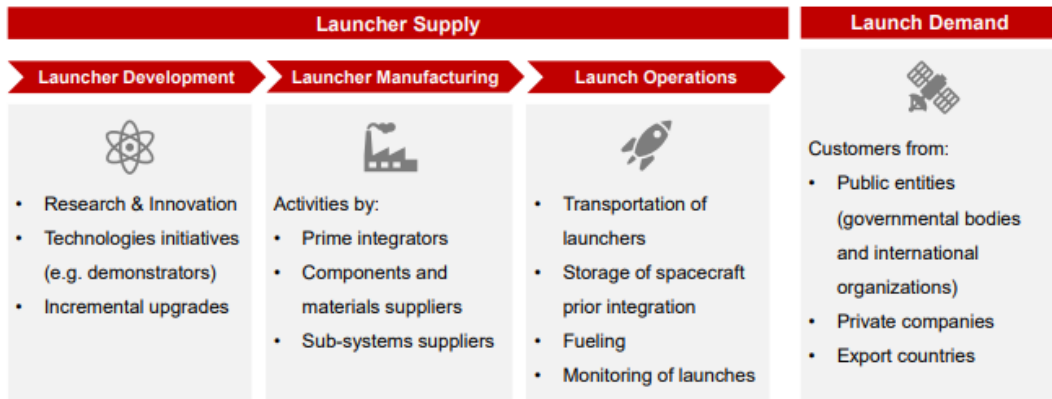 Launcher Supply
Launch Demand
Launcher Development
Launcher Manufacturing
Launch Operations
• Research & Innovation
• Technologies initiatives
(e.g. demonstrators)
• Incremental upgrades
Activities by:
• Prime integrators
• Components and
materials suppliers
• Sub-systems suppliers
• Transportation of
launchers
• Storage of spacecraft
prior integration
• Fueling
• Monitoring of launches
Customers from:
• Public entities
(governmental bodies
and international
organizations)
• Private companies
• Export countries